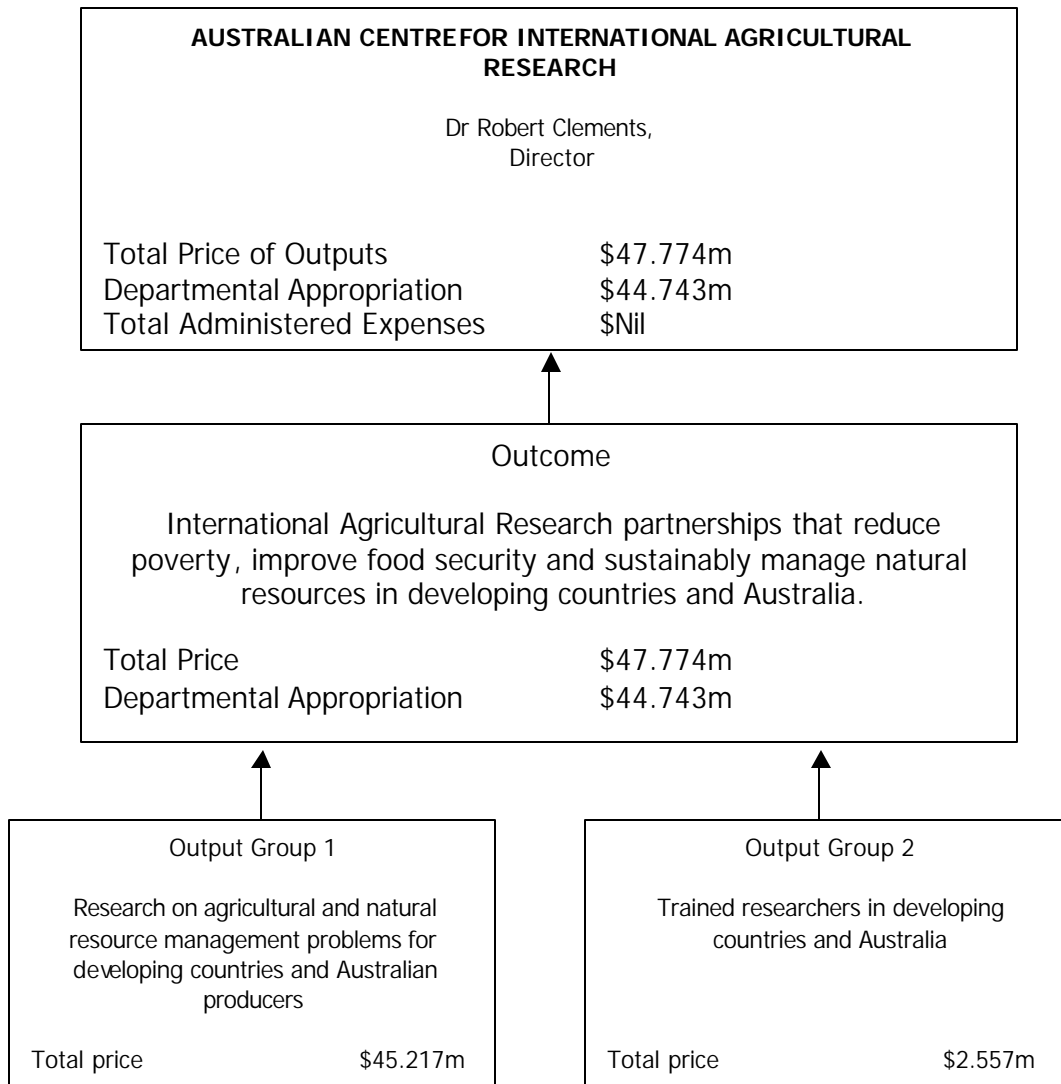 AUSTRALIAN CENTREFOR INTERNATIONAL AGRICULTURAL
RESEARCH
Dr Robert Clements,
Director
Total Price of Outputs $47.774m
Departmental Appropriation $44.743m
Total Administered Expenses $Nil
Outcome
International Agricultural Research partnerships that reduce
poverty, improve food security and sustainably manage natural
resources in developing countries and Australia.
Total Price $47.774m
Departmental Appropriation $44.743m
Output Group 1
Research on agricultural and natural
resource management problems for
developing countries and Australian
producers
Total price $45.217m
Output Group 2
Trained researchers in developing
countries and Australia
Total price $2.557m